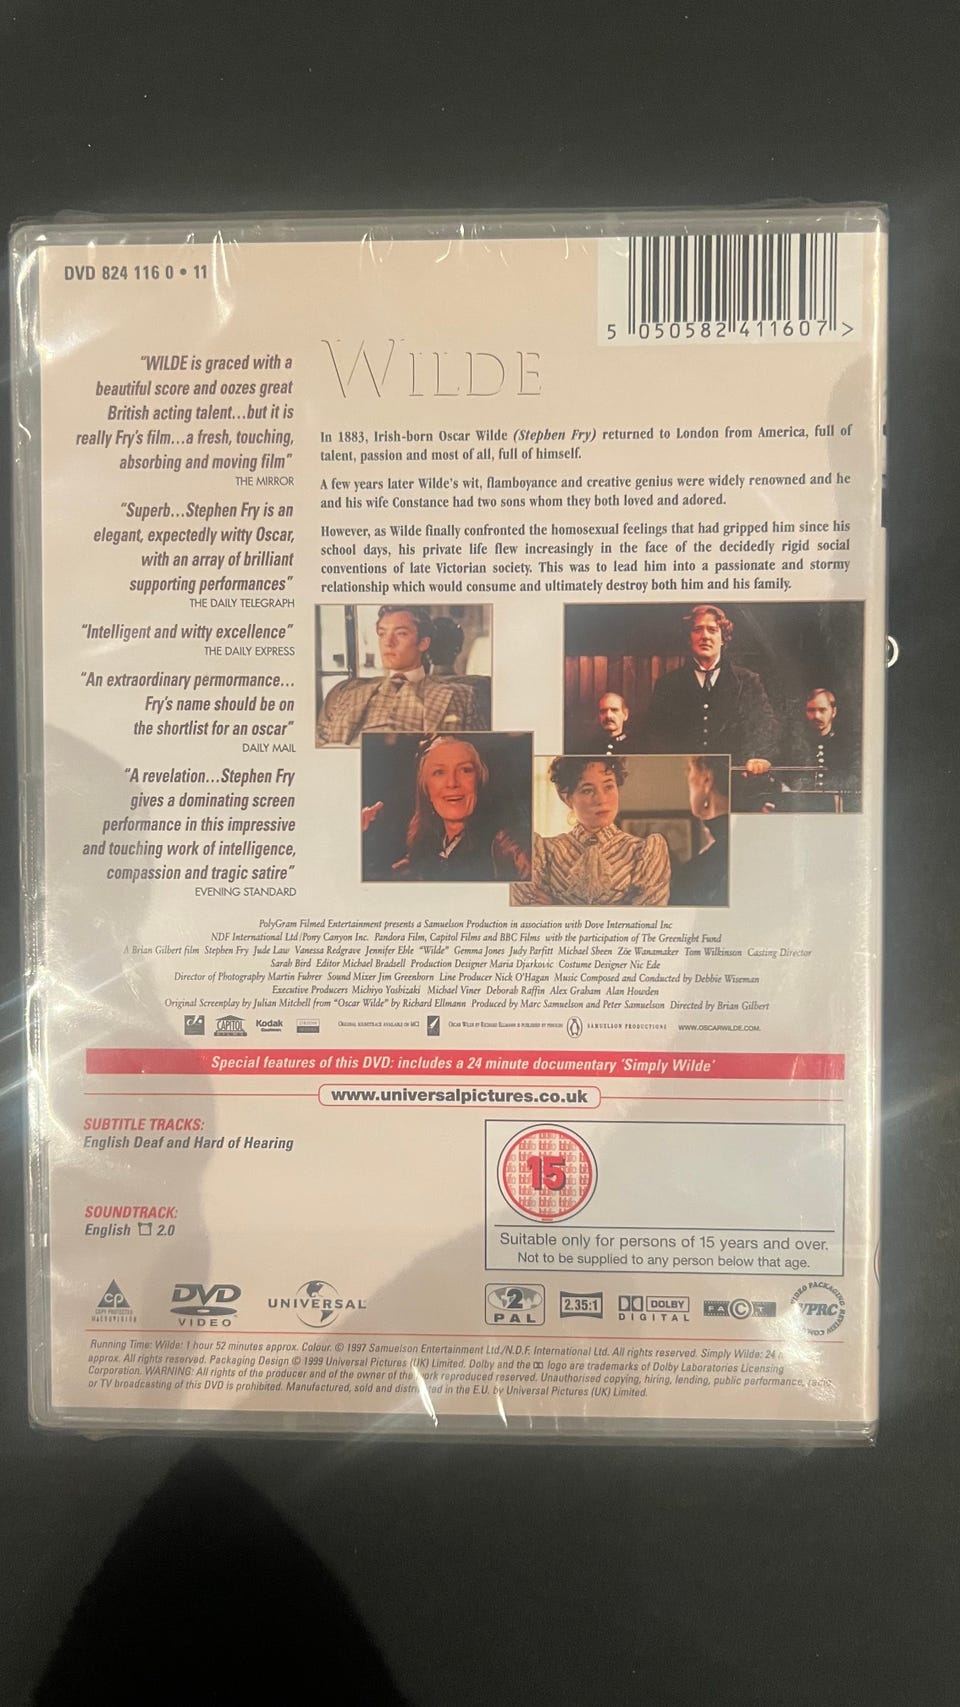 DVD 824 116 0 • 11
5 050582 411607 >
"WILDE is graced with a
beautiful score and oozes great
British acting talent...but it is
really Fry's film...a fresh, touching,
absorbing and moving film"
THE MIRROR
"Superb...Stephen Fry is an
elegant, expectedly witty Oscar,
with an array of brilliant
supporting performances"
THE DAILY TELEGRAPH
"Intelligent and witty excellence"
THE DAILY EXPRESS
"An extraordinary permormance...
Fry's name should be on
the shortlist for an oscar"
DAILY MAIL
"A revelation...Stephen Fry
gives a dominating screen
performance in this impressive
and touching work of intelligence,
compassion and tragic satire"
EVENING STANDARD
WILDE
In 1883, Irish-born Oscar Wilde (Stephen Fry) returned to London from America, full of
talent, passion and most of all, full of himself.
A few years later Wilde's wit, flamboyance and creative genius were widely renowned and he
and his wife Constance had two sons whom they both loved and adored.
However, as Wilde finally confronted the homosexual feelings that had gripped him since his
school days, his private life flew increasingly in the face of the decidedly rigid social
conventions of late Victorian society. This was to lead him into a passionate and stormy
relationship which would consume and ultimately destroy both him and his family.
PolyGram Filmed Entertainment presents a Samuelson Production in association with Dove International Inc
NDF International Ltd/Pony Canyon Inc. Pandora Film, Capitol Films and BBC Films with the participation of The Greenlight Fund
A Brian Gilbert film Stephen Fry Jude Law Vanessa Redgrave Jennifer Ehle "Wilde" Gemma Jones Judy Parfitt Michael Sheen Zöe Wanamaker Tom Wilkinson Casting Director
Sarah Bird Editor Michael Bradsell Production Designer Maria Djurkovic Costume Designer Nic Ede
Director of Photography Martin Fuhrer Sound Mixer Jim Greenhorn Line Producer Nick O'Hagan Music Composed and Conducted by Debbie Wiseman
Executive Producers Michiyo Yoshizaki Michael Viner Deborah Raffin Alex Graham Alan Howden
Original Screenplay by Julian Mitchell from "Oscar Wilde" by Richard Ellmann Produced by Marc Samuelson and Peter Samuelson Directed by Brian Gilbert
CAPITOL FILMS Kodak ORIGINAL SOUNDTRACK AVAILABLE ON MCI OSCAR WILDE BY RICHARD ELLMANN IS PUBLISHED BY PENGUIN SAMUELSON PRODUCTIONS WWW.OSCARWILDE.COM.
Special features of this DVD: includes a 24 minute documentary 'Simply Wilde'
www.universalpictures.co.uk
SUBTITLE TRACKS:
English Deaf and Hard of Hearing
SOUNDTRACK:
English 2.0
15
Suitable only for persons of 15 years and over.
Not to be supplied to any person below that age.
CP COPY PROTECTED MACROVISION
DVD VIDEO
UNIVERSAL
2 PAL
2.35:1
DOLBY DIGITAL
FACT
VIDEO PACKAGING REVIEW VPRC
Running Time: Wilde: 1 hour 52 minutes approx. Colour. © 1997 Samuelson Entertainment Ltd./N.D.F. International Ltd. All rights reserved. Simply Wilde: 24
approx. All rights reserved. Packaging Design © 1999 Universal Pictures (UK) Limited. Dolby and the logo are trademarks of Dolby Laboratories Licensing
Corporation. WARNING: All rights of the producer and of the owner of the work reproduced reserved. Unauthorised copying, hiring, lending, public performance, radio
or TV broadcasting of this DVD is prohibited. Manufactured, sold and distributed in the E.U. by Universal Pictures (UK) Limited.